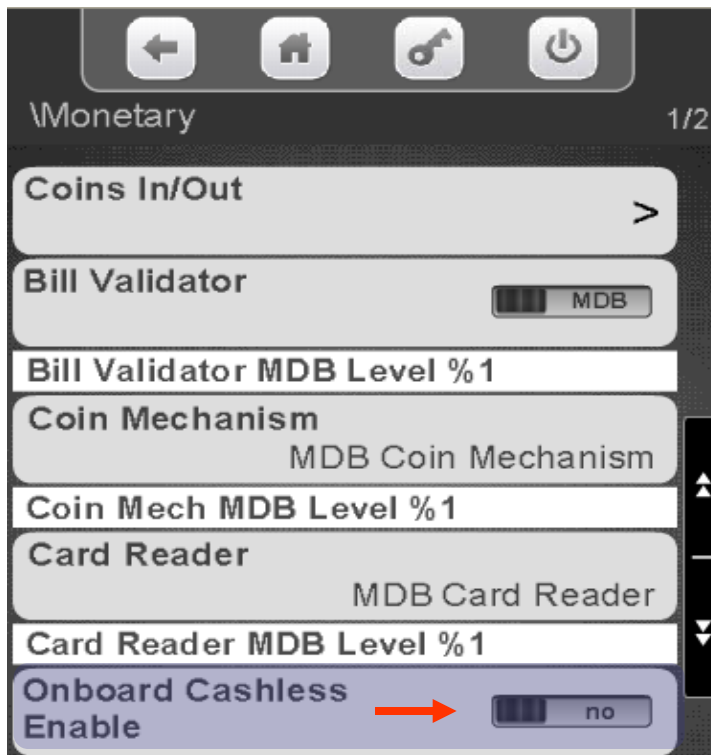 \Monetary 1/2
Coins In/Out >
Bill Validator
MDB
Bill Validator MDB Level %1
Coin Mechanism
MDB Coin Mechanism
Coin Mech MDB Level %1
Card Reader
MDB Card Reader
Card Reader MDB Level %1
Onboard Cashless
Enable
no